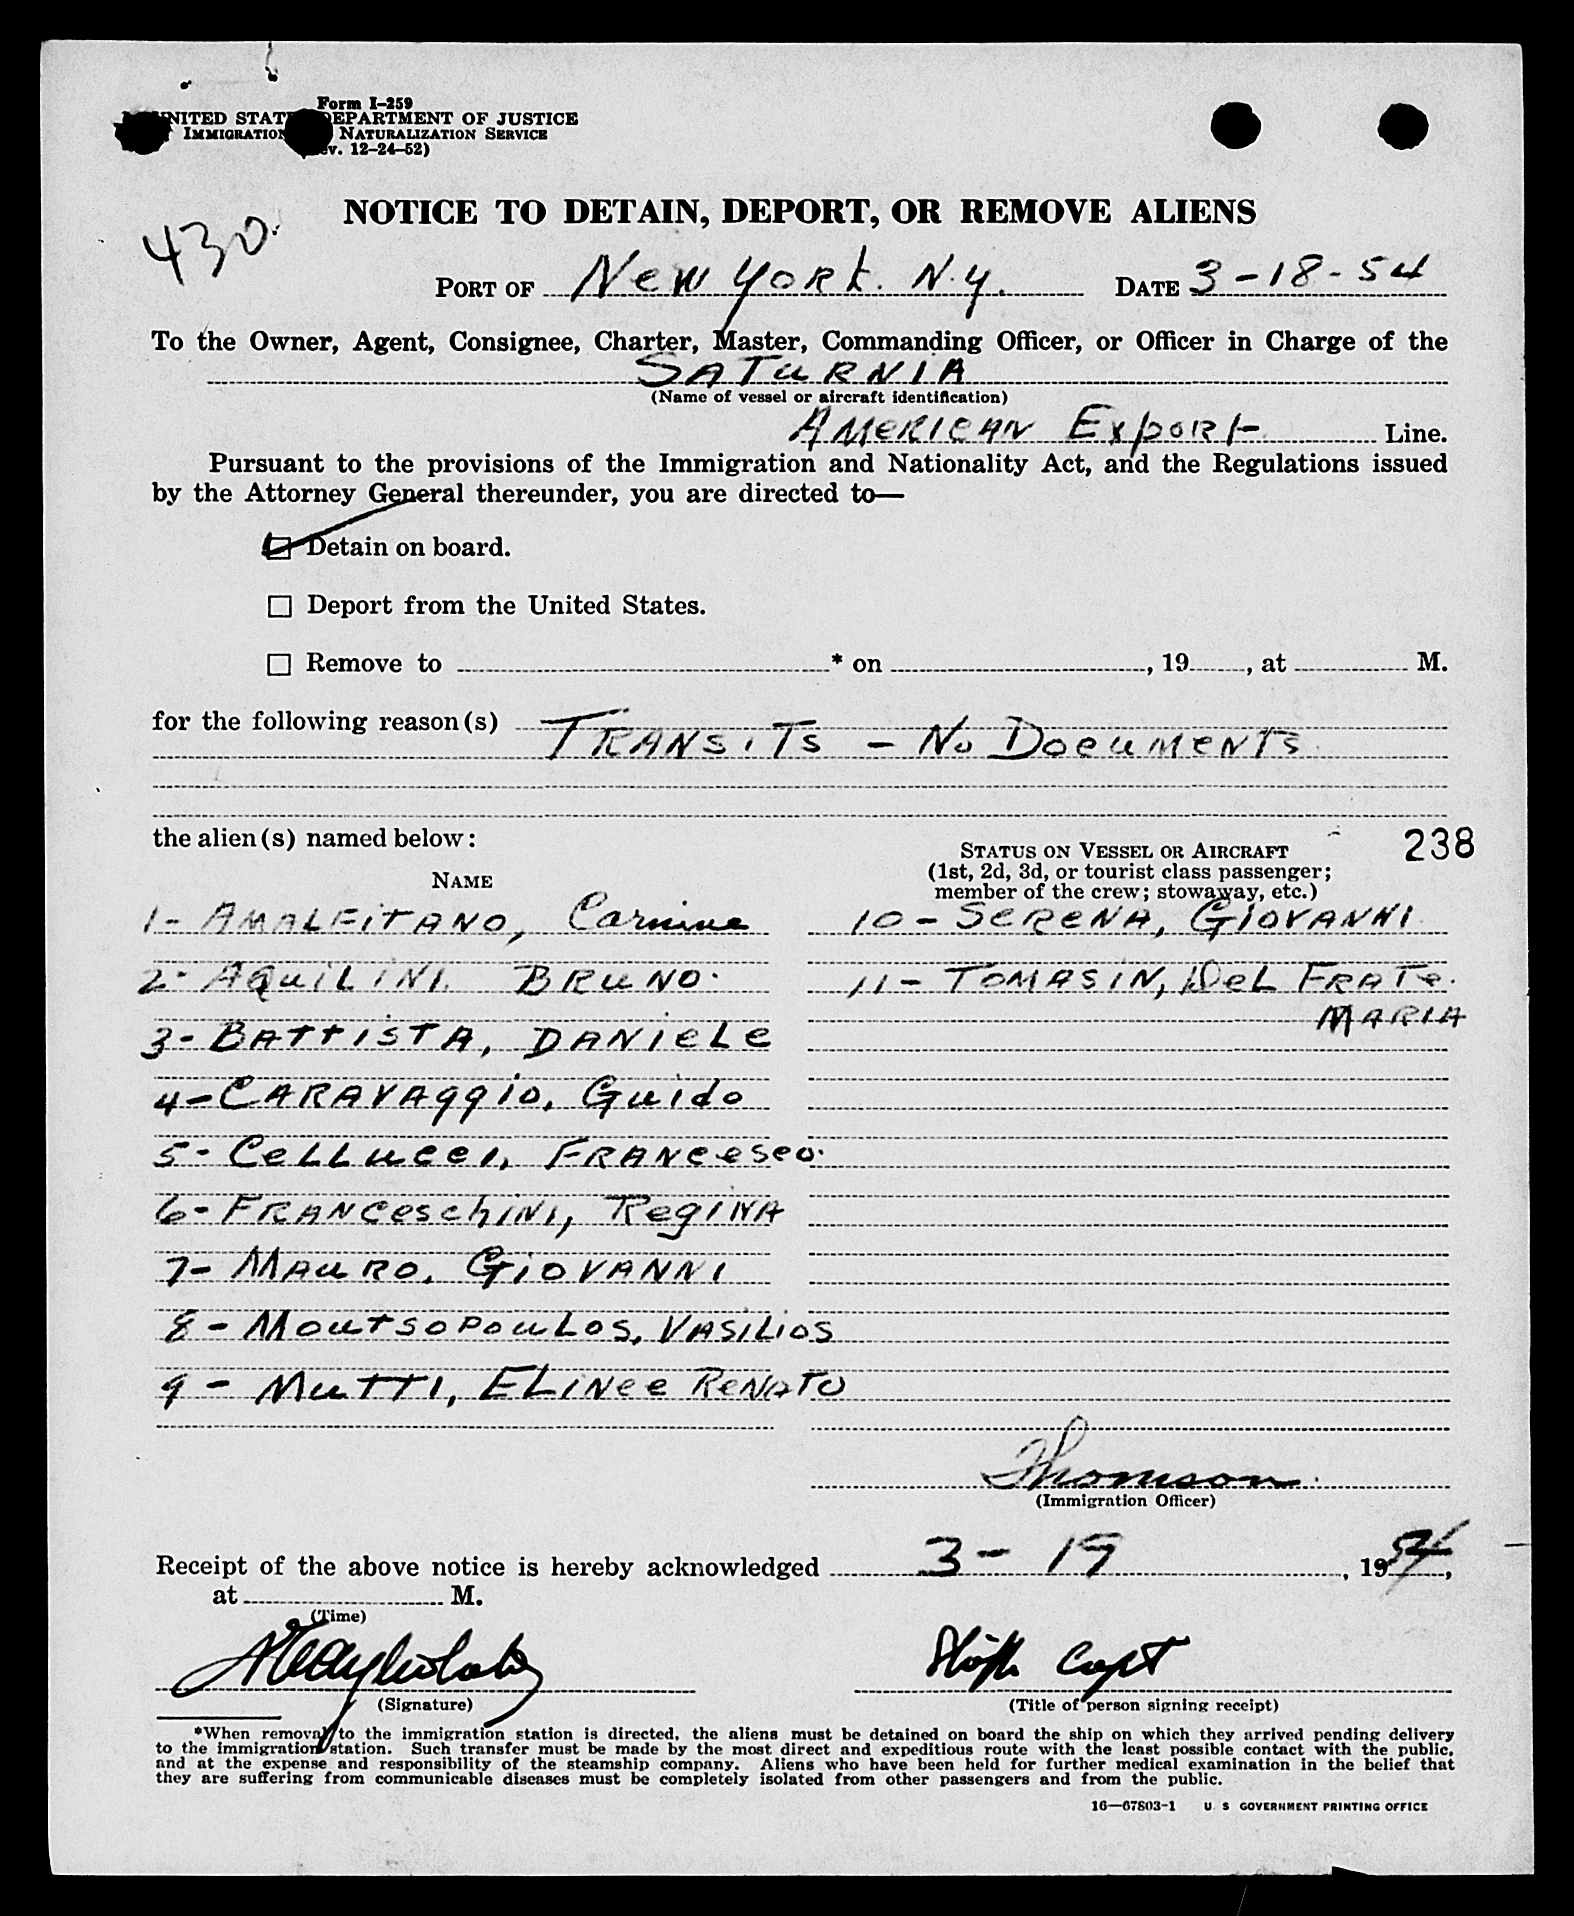 Form I-259
UNITED STATES DEPARTMENT OF JUSTICE
IMMIGRATION NATURALIZATION SERVICE
(Rev. 12-24-52)
430.
NOTICE TO DETAIN, DEPORT, OR REMOVE ALIENS
PORT OF New York. N.Y. DATE 3-18-54
To the Owner, Agent, Consignee, Charter, Master, Commanding Officer, or Officer in Charge of the
SATURNIA
(Name of vessel or aircraft identification)
AMERICAN Export Line.
Pursuant to the provisions of the Immigration and Nationality Act, and the Regulations issued
by the Attorney General thereunder, you are directed to—
Detain on board.
Deport from the United States.
Remove to * on , 19 , at M.
for the following reason(s) TRANSITS - No DOCUMENTS
the alien(s) named below:
238
NAME
STATUS ON VESSEL OR AIRCRAFT
(1st, 2d, 3d, or tourist class passenger;
member of the crew; stowaway, etc.)
1- AMALFITANO, Carmine
2- AQUILINI. BRUNO.
3- BATTISTA, DANIELE
4- CARAVAGGIO, Guido
5- CELLUCCI, FRANCESCO.
6- FRANCESCHINI, REGINA
7- MAURO. GIOVANNI
8- MOUTSOPOULOS, VASILIOS
9- MUTTI, ELINEE RENATO
10- SERENA, GIOVANNI
11- TOMASIN, DEL FRATE.
MARIA
Thomson
(Immigration Officer)
Receipt of the above notice is hereby acknowledged 3-19, 1954,
at M.
(Time)
Capt
(Signature)
(Title of person signing receipt)
*When removal to the immigration station is directed, the aliens must be detained on board the ship on which they arrived pending delivery
to the immigration station. Such transfer must be made by the most direct and expeditious route with the least possible contact with the public,
and at the expense and responsibility of the steamship company. Aliens who have been held for further medical examination in the belief that
they are suffering from communicable diseases must be completely isolated from other passengers and from the public.
16—67803-1 U S GOVERNMENT PRINTING OFFICE